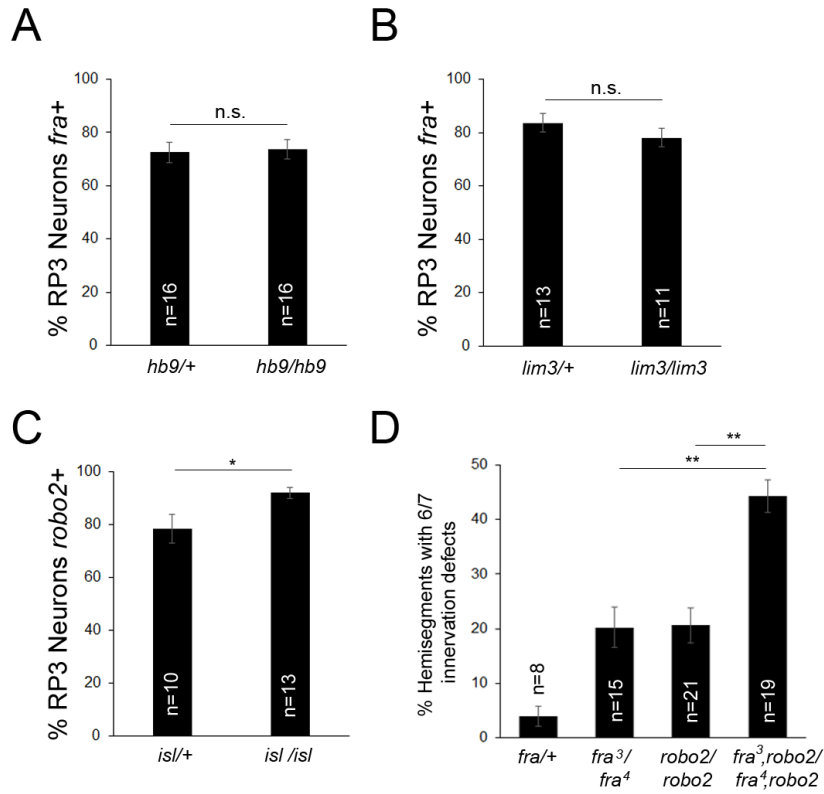 A
% RP3 Neurons fra+
100
80
60
40
20
0
n.s.
n=16
n=16
hb9/+
hb9/hb9
B
% RP3 Neurons fra+
100
80
60
40
20
0
n.s.
n=13
n=11
lim3/+
lim3/lim3
C
% RP3 Neurons robo2+
100
80
60
40
20
0
*
n=10
n=13
isl/+
isl /isl
D
% Hemisegments with 6/7
innervation defects
50
40
30
20
10
0
**
**
n=8
n=15
n=21
n=19
fra/+
fra³/
fra⁴
robo2/
robo2
fra³,robo2/
fra⁴,robo2